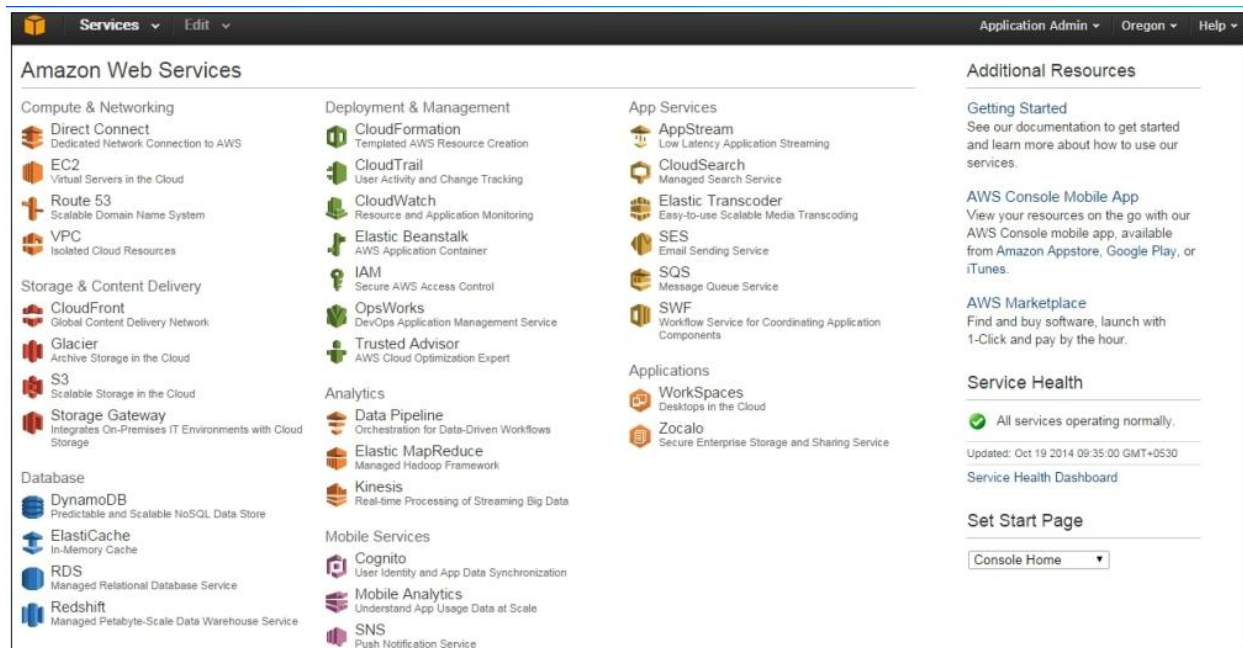 Services Edit Application Admin Oregon Help
Amazon Web Services
Compute & Networking
Direct Connect
Dedicated Network Connection to AWS
EC2
Virtual Servers in the Cloud
Route 53
Scalable Domain Name System
VPC
Isolated Cloud Resources
Storage & Content Delivery
CloudFront
Global Content Delivery Network
Glacier
Archive Storage in the Cloud
S3
Scalable Storage in the Cloud
Storage Gateway
Integrates On-Premises IT Environments with Cloud
Storage
Database
DynamoDB
Predictable and Scalable NoSQL Data Store
ElastiCache
In-Memory Cache
RDS
Managed Relational Database Service
Redshift
Managed Petabyte-Scale Data Warehouse Service
Deployment & Management
CloudFormation
Templated AWS Resource Creation
CloudTrail
User Activity and Change Tracking
CloudWatch
Resource and Application Monitoring
Elastic Beanstalk
AWS Application Container
IAM
Secure AWS Access Control
OpsWorks
DevOps Application Management Service
Trusted Advisor
AWS Cloud Optimization Expert
Analytics
Data Pipeline
Orchestration for Data-Driven Workflows
Elastic MapReduce
Managed Hadoop Framework
Kinesis
Real-time Processing of Streaming Big Data
Mobile Services
Cognito
User Identity and App Data Synchronization
Mobile Analytics
Understand App Usage Data at Scale
SNS
Push Notification Service
App Services
AppStream
Low Latency Application Streaming
CloudSearch
Managed Search Service
Elastic Transcoder
Easy-to-use Scalable Media Transcoding
SES
Email Sending Service
SQS
Message Queue Service
SWF
Workflow Service for Coordinating Application
Components
Applications
WorkSpaces
Desktops in the Cloud
Zocalo
Secure Enterprise Storage and Sharing Service
Additional Resources
Getting Started
See our documentation to get started
and learn more about how to use our
services.
AWS Console Mobile App
View your resources on the go with our
AWS Console mobile app, available
from Amazon Appstore, Google Play, or
iTunes.
AWS Marketplace
Find and buy software, launch with
1-Click and pay by the hour.
Service Health
All services operating normally.
Updated: Oct 19 2014 09:35:00 GMT+0530
Service Health Dashboard
Set Start Page
Console Home